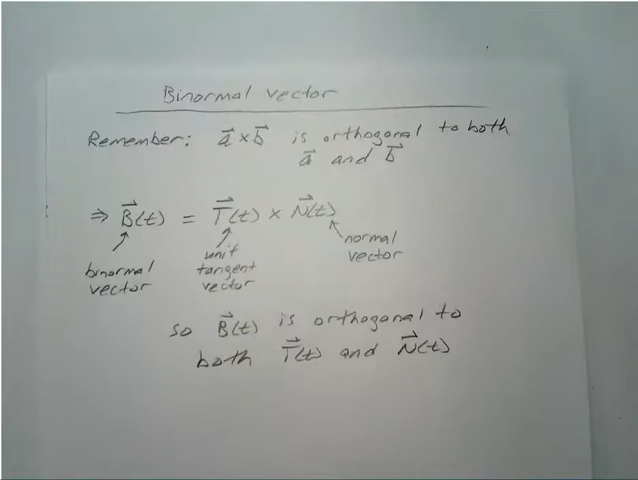 Binormal vector
Remember: a⃗ × b⃗ is orthogonal to both
a⃗ and b⃗
⇒ B⃗(t) = T⃗(t) × N⃗(t)
binormal vector
unit tangent vector
normal vector
so B⃗(t) is orthogonal to
both T⃗(t) and N⃗(t)